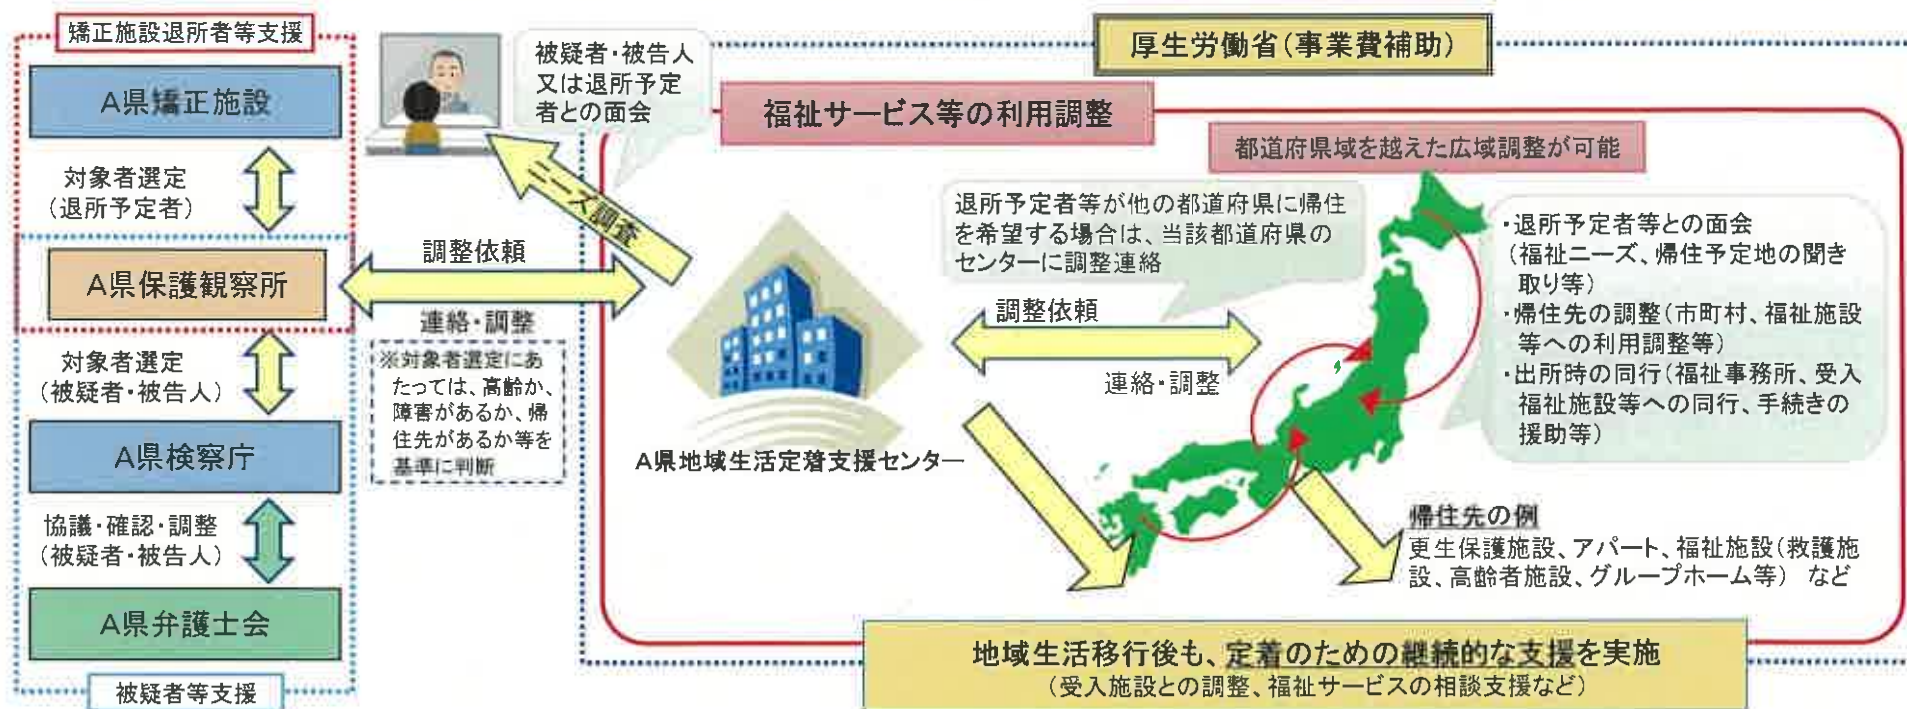 矯正施設退所者等支援
A県矯正施設
対象者選定
(退所予定者)
A県保護観察所
対象者選定
(被疑者・被告人)
A県検察庁
協議・確認・調整
(被疑者・被告人)
A県弁護士会
被疑者等支援
被疑者・被告人
又は退所予定
者との面会
ニーズ調査
調整依頼
連絡・調整
※対象者選定にあ
たっては、高齢か、
障害があるか、帰
住先があるか等を
基準に判断
厚生労働省(事業費補助)
福祉サービス等の利用調整
都道府県域を越えた広域調整が可能
退所予定者等が他の都道府県に帰住
を希望する場合は、当該都道府県の
センターに調整連絡
調整依頼
連絡・調整
A県地域生活定着支援センター
・退所予定者等との面会
(福祉ニーズ、帰住予定地の聞き
取り等)
・帰住先の調整(市町村、福祉施設
等への利用調整等)
・出所時の同行(福祉事務所、受入
福祉施設等への同行、手続きの
援助等)
帰住先の例
更生保護施設、アパート、福祉施設(救護施
設、高齢者施設、グループホーム等) など
地域生活移行後も、定着のための継続的な支援を実施
(受入施設との調整、福祉サービスの相談支援など)